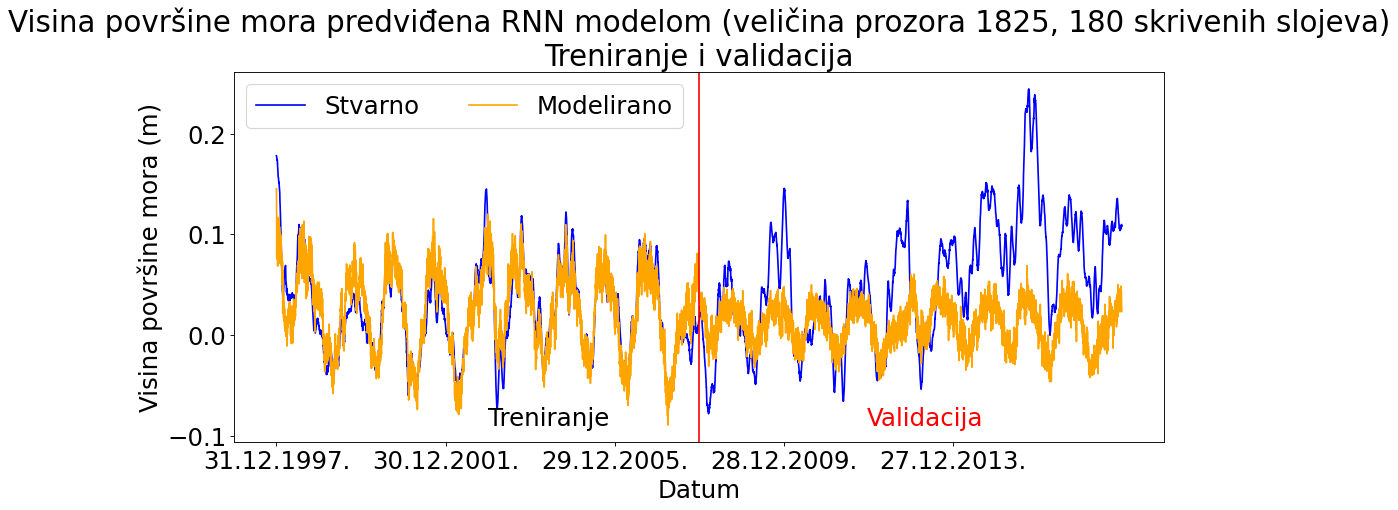 Visina površine mora predviđena RNN modelom (veličina prozora 1825, 180 skrivenih slojeva)
Treniranje i validacija
Stvarno Modelirano
Visina površine mora (m)
0.2
0.1
0.0
−0.1
Treniranje Validacija
31.12.1997. 30.12.2001. 29.12.2005. 28.12.2009. 27.12.2013.
Datum